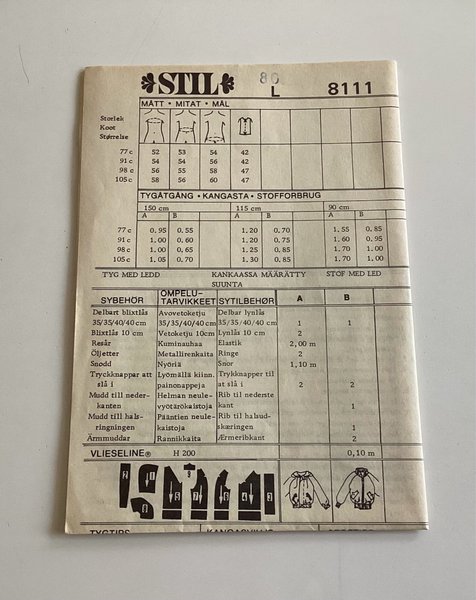 STIL 86 L 8111
MÅTT • MITAT • MÅL
Storlek
Koot
Størrelse
77 c 52 53 54 42
91 c 54 54 56 42
98 c 56 55 58 47
105 c 58 56 60 47
TYGÅTGÅNG • KANGASTA • STOFFORBRUG
150 cm 115 cm 90 cm
A B A B A B
77 c 0.95 0.55 1.20 0.70 1.55 0.85
91 c 1.00 0.60 1.20 0.75 1.60 0.95
98 c 1.00 0.65 1.25 0.85 1.70 1.00
105 c 1.05 0.70 1.30 0.85 1.70 1.00
TYG MED LEDD KANKAASSA MÄÄRÄTTY STOF MED LED
SUUNTA
SYBEHÖR OMPELU- SYTILBEHØR A B
TARVIKKEET
Delbart blixtlås Avovetoketju Delbar lynlås
35/35/40/40 cm 35/35/40/40 cm 35/35/40/40 cm 1 1
Blixtlås 10 cm Vetoketju 10cm Lynlås 10 cm 2
Resår Kuminauhaa Elastik 2,00 m
Öljetter Metallirenkaita Ringe 2
Snodd Nyöriä Snor 1,10 m
Tryckknappar att Lyömällä kiinn. Trykknapper til
slå i painonappeja at slå i 2 2
Mudd till neder- Helman neule- Rib til nederste
kanten vyötärökaistoja kant 1
Mudd till hals- Pääntien neule- Rib til halsud-
ringningen kaistoja skæringen 1
Ärmmuddar Rannikkaita Ærmeribkant 2
VLIESELINE® H 200 0,10 m